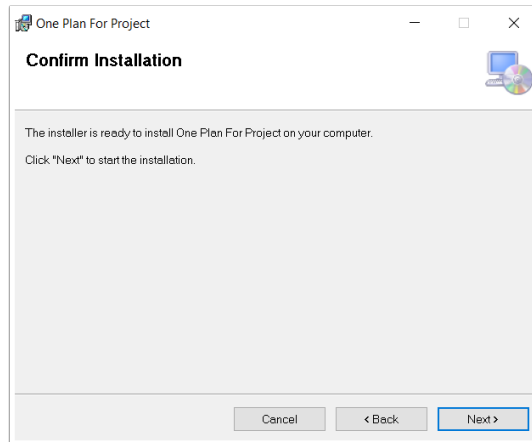 One Plan For Project
Confirm Installation
The installer is ready to install One Plan For Project on your computer.
Click "Next" to start the installation.
Cancel
< Back
Next >